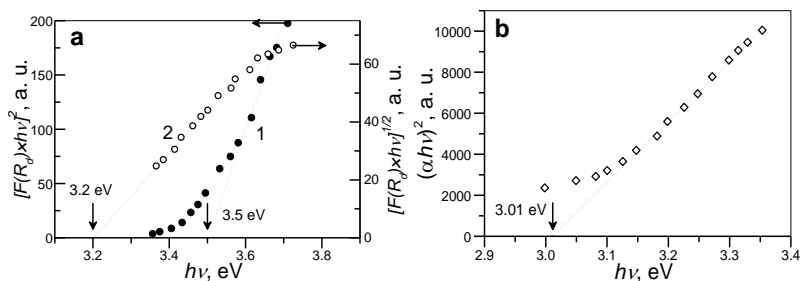 a
b
[F(R_d)×hν]^2, a. u.
200
150
100
50
0
3.2
3.4
3.6
3.8
hν, eV
2
1
3.2 eV
3.5 eV
60
40
20
0
[F(R_d)×hν]^1/2, a. u.
(αhν)^2, a. u.
10000
8000
6000
4000
2000
0
3.01 eV
2.9
3.0
3.1
3.2
3.3
3.4
hν, eV